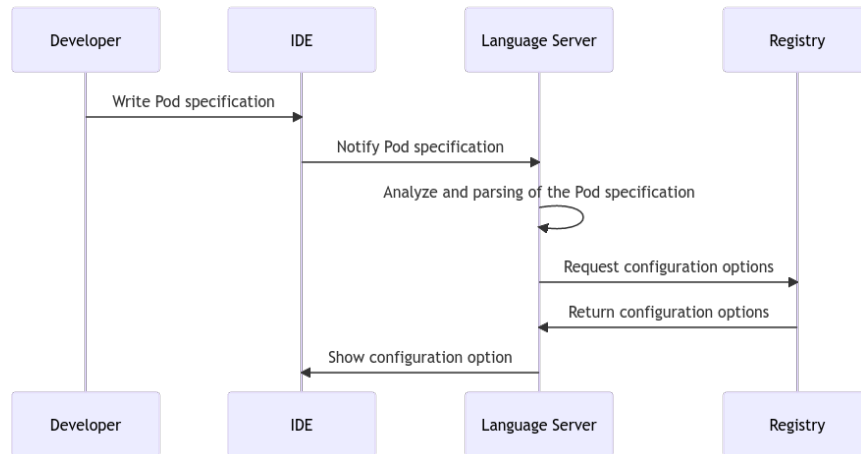 Developer
IDE
Language Server
Registry
Write Pod specification
Notify Pod specification
Analyze and parsing of the Pod specification
Request configuration options
Return configuration options
Show configuration option
Developer
IDE
Language Server
Registry